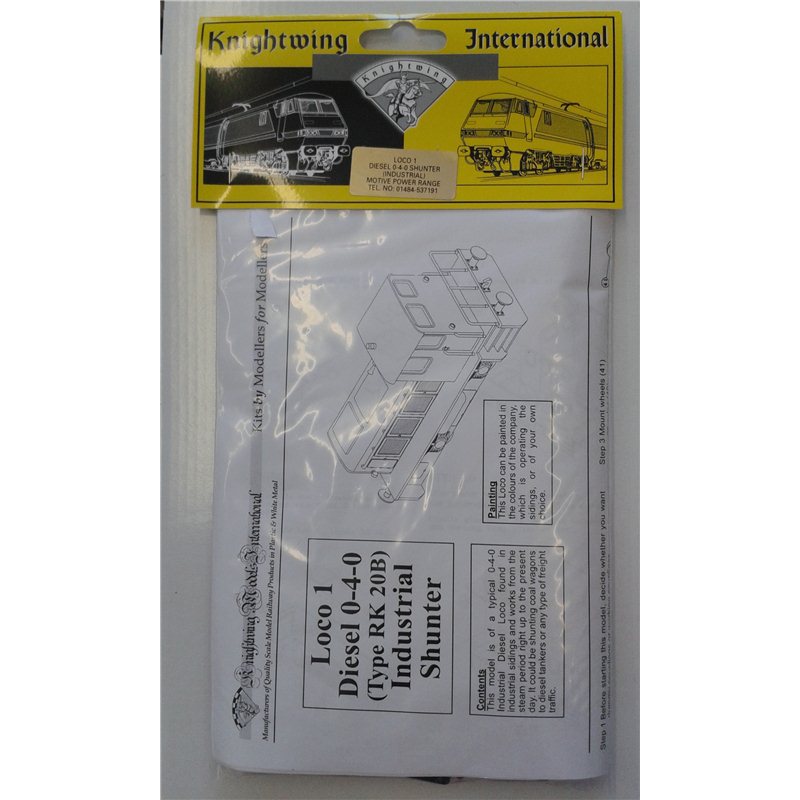 Knightwing International
Knightwing
LOCO 1
DIESEL 0-4-0 SHUNTER
(INDUSTRIAL)
MOTIVE POWER RANGE
TEL. NO: 01484-537191
Knightwing Models International
Kits by Modellers for Modellers
Manufacturers of Quality Scale Model Railway Products in Plastic & White Metal
Loco 1
Diesel 0-4-0
(Type RK 20B)
Industrial
Shunter
Contents
This model is of a typical 0-4-0
Industrial Diesel Loco found in
industrial sidings and works from the
steam period right up to the present
day. It could be shunting coal wagons
to diesel tankers or any type of freight
traffic.
Painting
This Loco can be painted in
the colours of the company,
which is operating the
sidings, or of your own
choice.
Step 1 Before starting this model, decide whether you want
Step 3 Mount wheels (41)